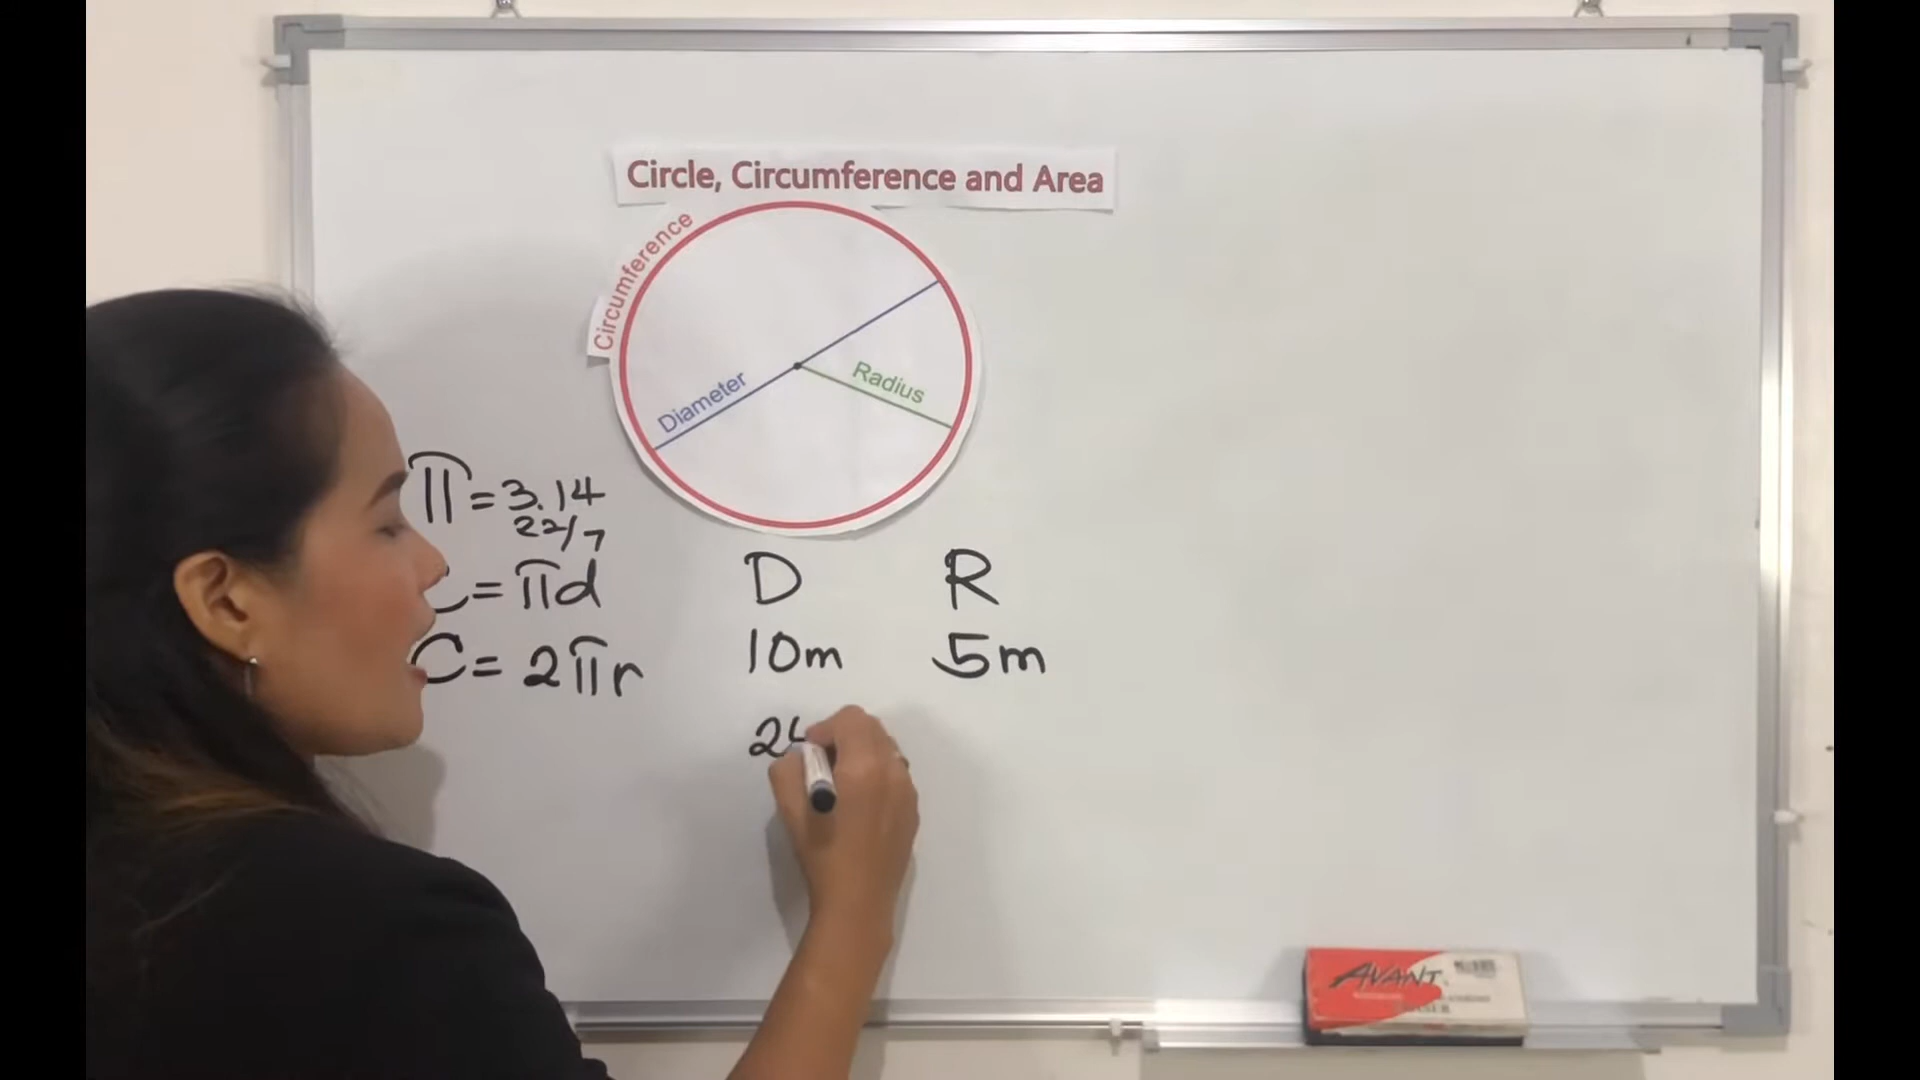 Circle, Circumference and Area
Circumference
Diameter
Radius
π = 3.14
22/7
C = πd
C = 2πr
D R
10m 5m
AVANT